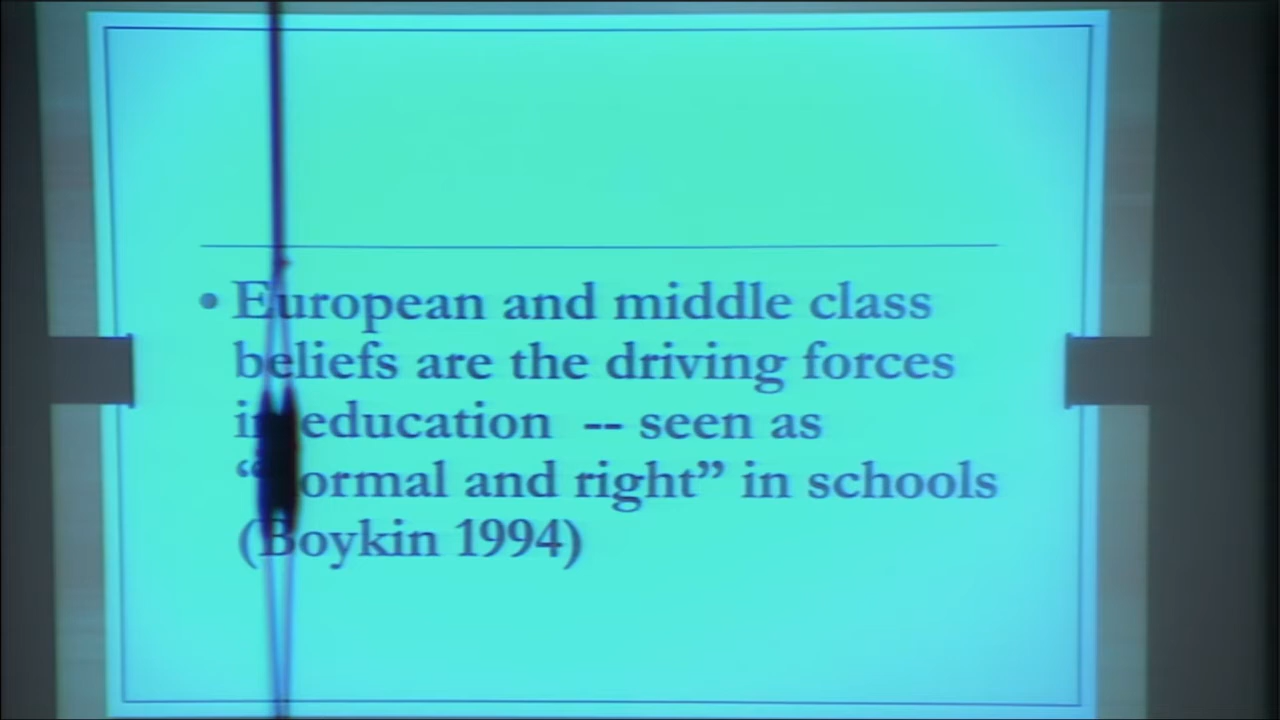 • European and middle class
beliefs are the driving forces
in education -- seen as
“normal and right” in schools
(Boykin 1994)